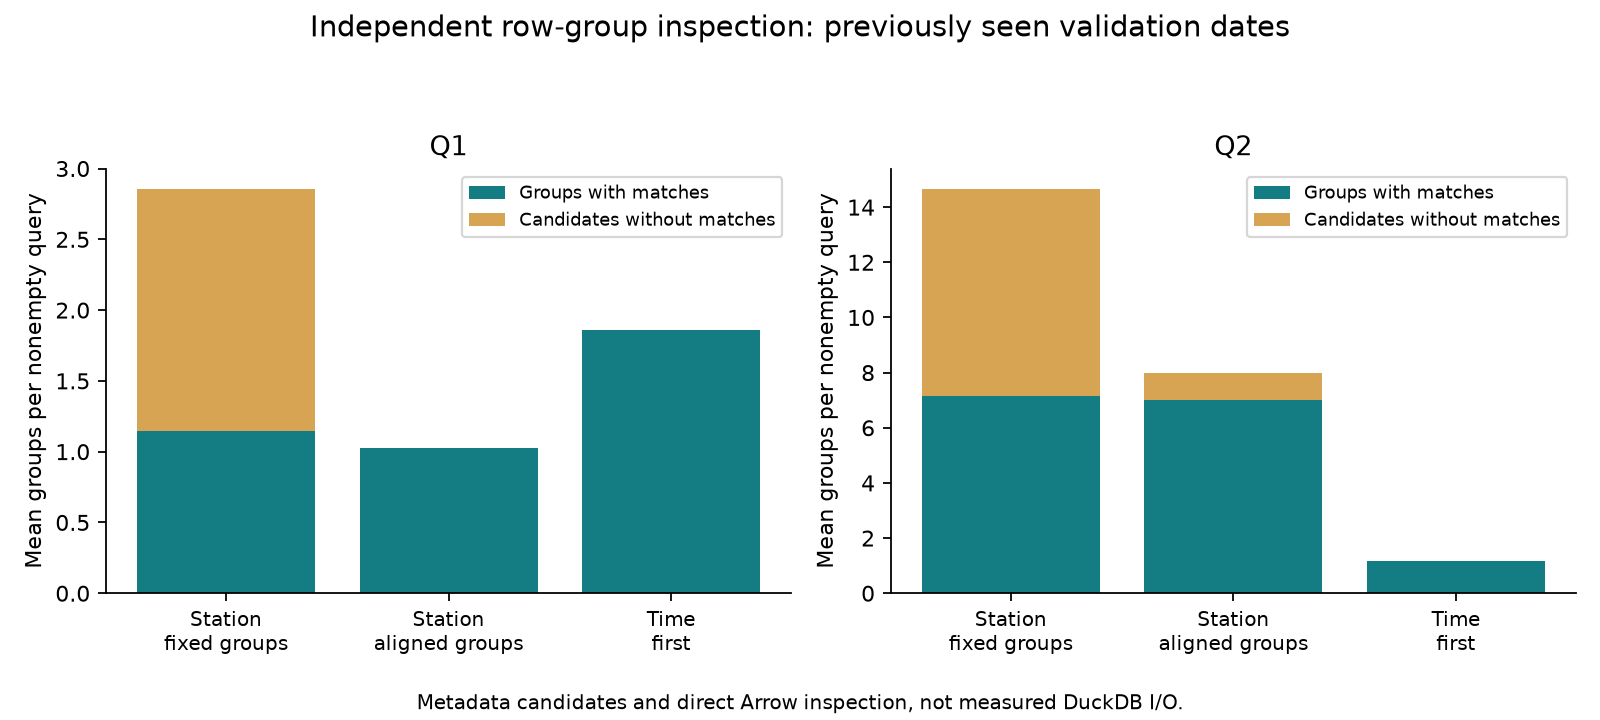 Independent row-group inspection: previously seen validation dates
Q1
Mean groups per nonempty query
3.0
2.5
2.0
1.5
1.0
0.5
0.0
Groups with matches
Candidates without matches
Station
fixed groups
Station
aligned groups
Time
first
Q2
Mean groups per nonempty query
14
12
10
8
6
4
2
0
Groups with matches
Candidates without matches
Station
fixed groups
Station
aligned groups
Time
first
Metadata candidates and direct Arrow inspection, not measured DuckDB I/O.